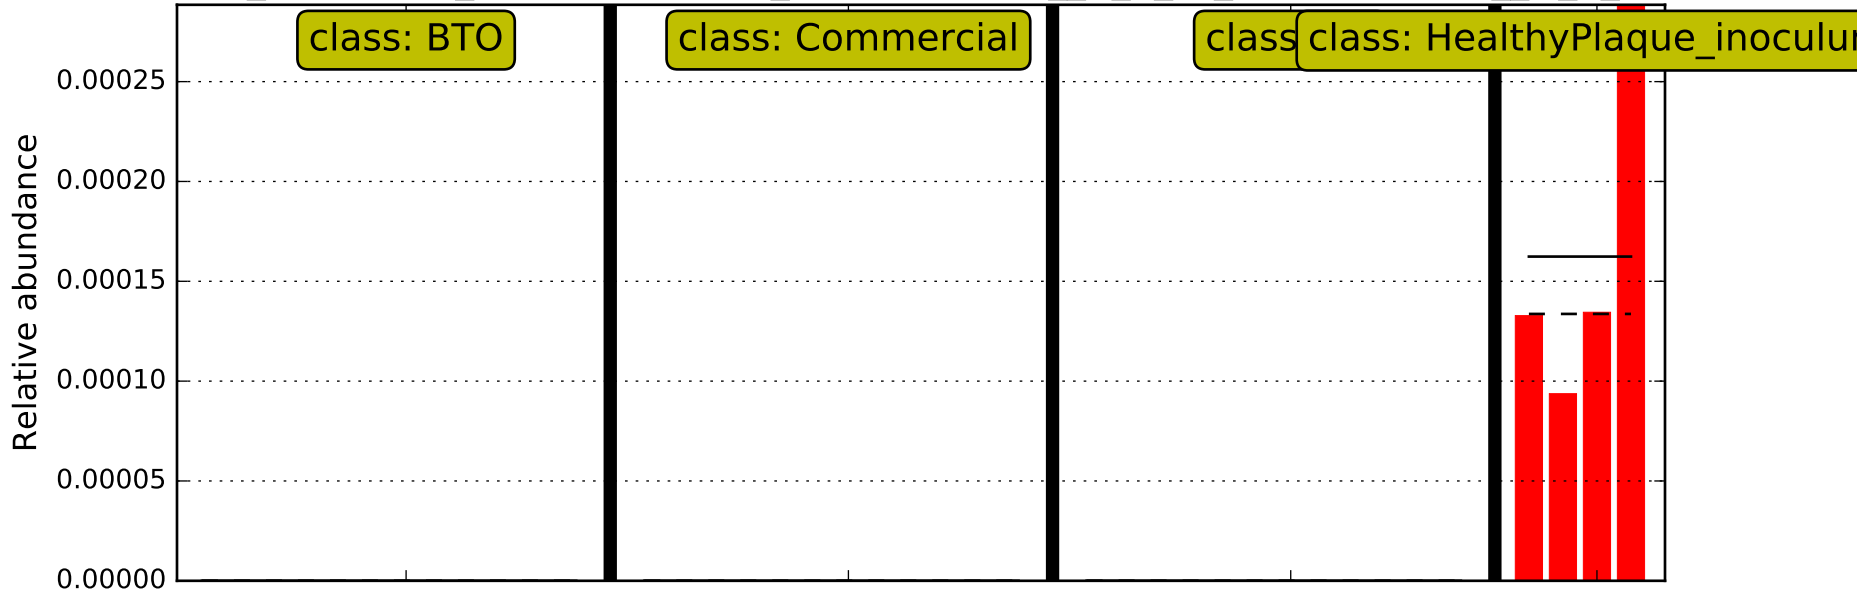 class: BTO
class: Commercial
class
class: HealthyPlaque_inoculu
Relative abundance
0.00025
0.00020
0.00015
0.00010
0.00005
0.00000